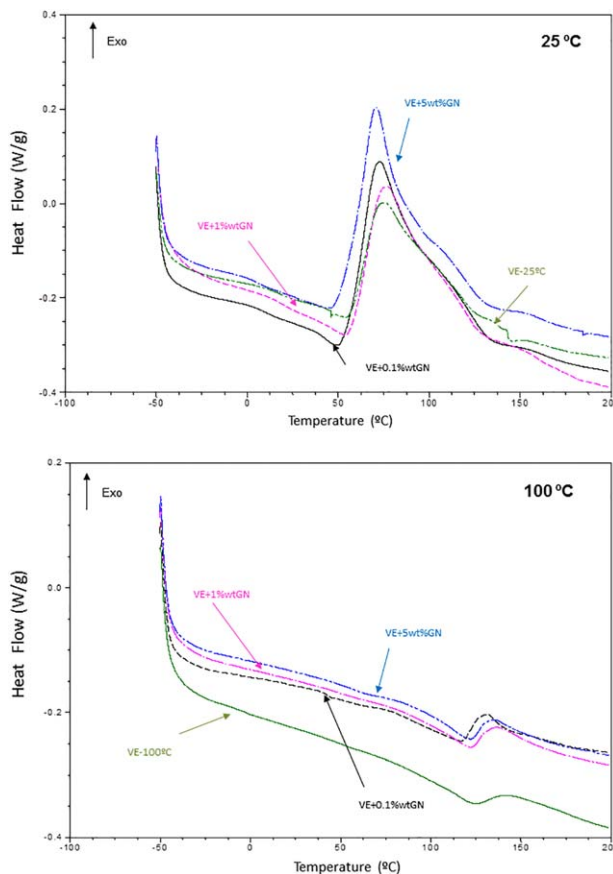 0.4
Exo
25 ºC
VE+5wt%GN
0.2
Heat Flow (W/g)
0.0
VE+1%wtGN
VE-25ºC
-0.2
VE+0.1%wtGN
-0.4
-100 -50 0 50 100 150 200
Temperature (ºC)
0.2
Exo
100 ºC
0.0
VE+1%wtGN
VE+5wt%GN
Heat Flow (W/g)
-0.2
VE-100ºC
VE+0.1%wtGN
-0.4
-100 -50 0 50 100 150 200
Temperature (ºC)